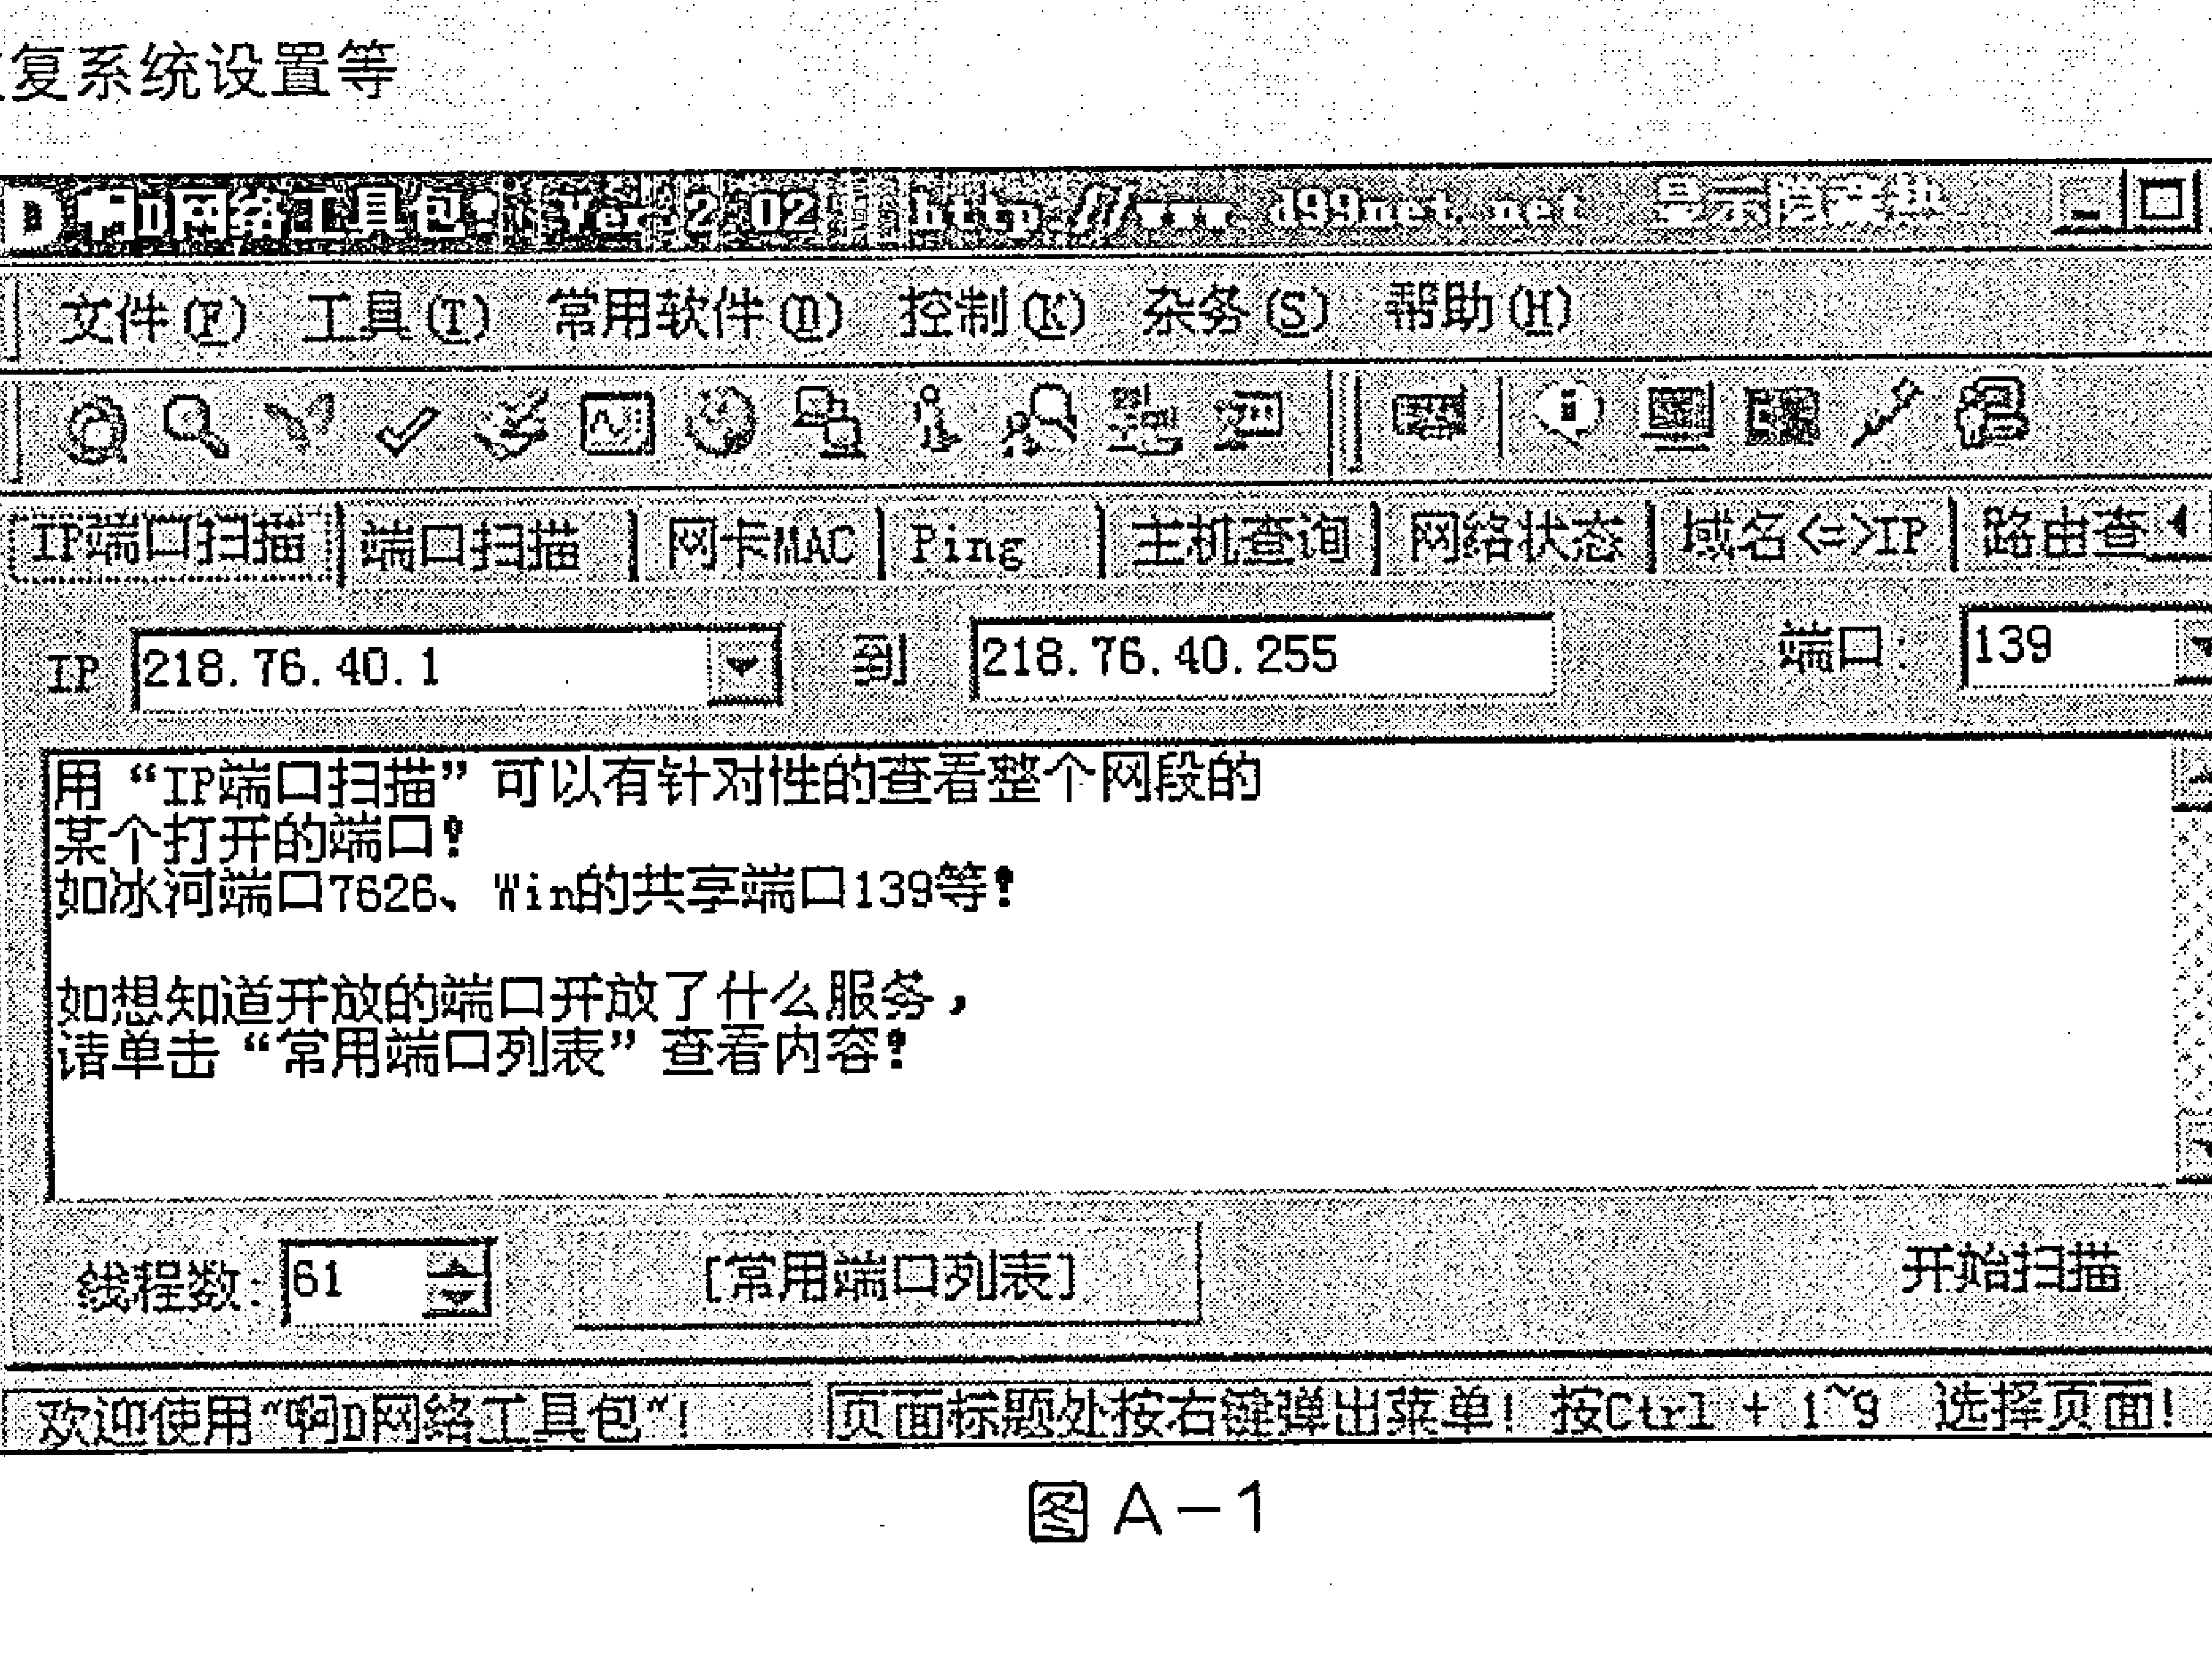 复系统设置等
啊D网络工具包! Ver 2.02 http://www.d99net.net 显示隐藏热
文件(F) 工具(T) 常用软件(D) 控制(K) 杂务(S) 帮助(H)
IP端口扫描 端口扫描 网卡MAC Ping 主机查询 网络状态 域名<=>IP 路由查
IP 218.76.40.1 到 218.76.40.255 端口: 139
用“IP端口扫描”可以有针对性的查看整个网段的
某个打开的端口!
如冰河端口7626、Win的共享端口139等!
如想知道开放的端口开放了什么服务,
请单击“常用端口列表”查看内容!
线程数: 61 [常用端口列表] 开始扫描
欢迎使用"啊D网络工具包"! 页面标题处按右键弹出菜单! 按Ctrl + 1~9 选择页面!
图 A-1